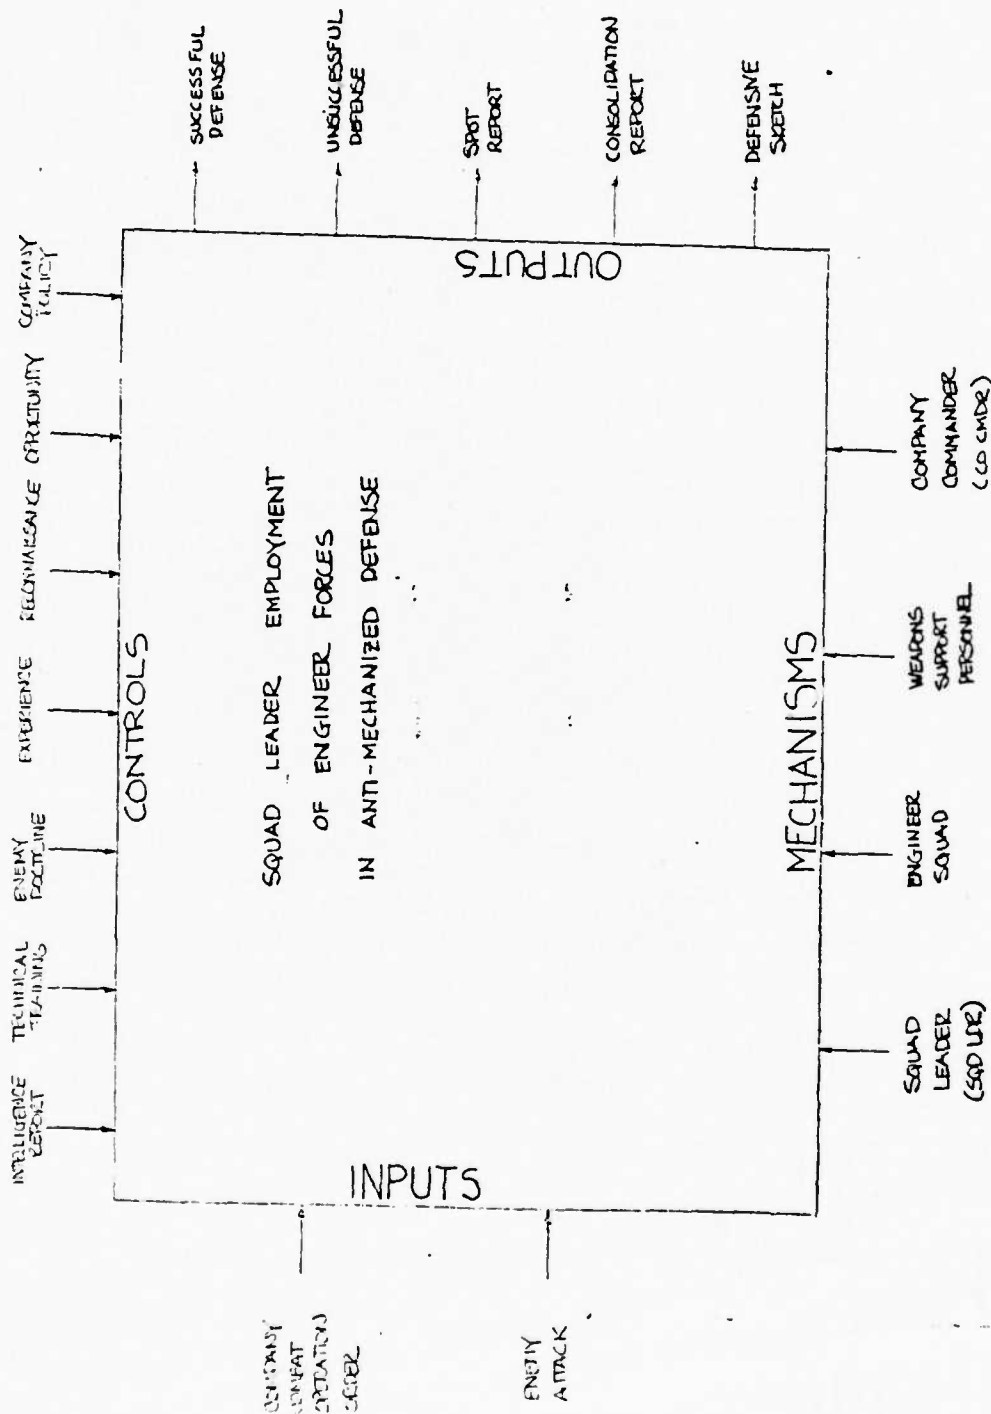 INTELLIGENCE
REPORT
TECHNICAL
TRAINING
ENEMY
DOCTRINE
EXPERIENCE
RECONNAISSANCE
OPPORTUNITY
COMPANY
POLICY
CONTROLS
COMPANY
COMBAT
OPERATION
ORDER
ENEMY
ATTACK
INPUTS
SQUAD LEADER EMPLOYMENT
OF ENGINEER FORCES
IN ANTI-MECHANIZED DEFENSE
OUTPUTS
SUCCESSFUL
DEFENSE
UNSUCCESSFUL
DEFENSE
SPOT
REPORT
CONSOLIDATION
REPORT
DEFENSIVE
SKETCH
MECHANISMS
SQUAD
LEADER
(SQD LDR)
ENGINEER
SQUAD
WEAPONS
SUPPORT
PERSONNEL
COMPANY
COMMANDER
(CO CMDR)